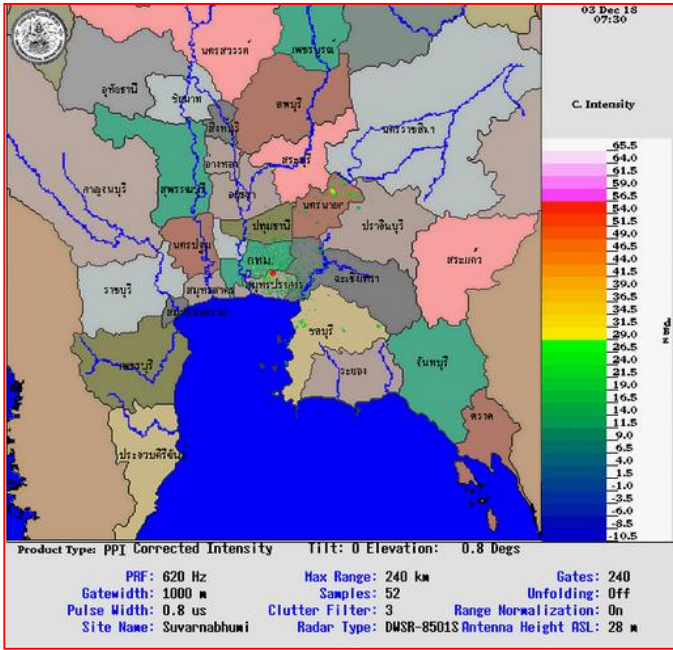 03 Dec 18
07:30
C. Intensity
นครสวรรค์
เพชรบูรณ์
อุทัยธานี
ชัยนาท
ลพบุรี
นครราชสีมา
สิงห์บุรี
อ่างทอง
สระบุรี
กาญจนบุรี
สุพรรณบุรี
อยุธยา
นครนายก
ปทุมธานี
ปราจีนบุรี
นครปฐม
กทม.
สระแก้ว
ราชบุรี
สมุทรสาคร
สมุทรปราการ
ฉะเชิงเทรา
ชลบุรี
เพชรบุรี
ระยอง
จันทบุรี
ตราด
ประจวบคีรีขันธ์
65.5
64.0
61.5
59.0
56.5
54.0
51.5
49.0
46.5
44.0
41.5
39.0
36.5
34.0
31.5
29.0
26.5
24.0
21.5
19.0
16.5
14.0
11.5
9.0
6.5
4.0
1.5
-1.0
-3.5
-6.0
-8.5
-10.5
Product Type: PPI Corrected Intensity Tilt: 0 Elevation: 0.8 Degs
PRF: 620 Hz Max Range: 240 km Gates: 240
Gatewidth: 1000 m Samples: 52 Unfolding: Off
Pulse Width: 0.8 us Clutter Filter: 3 Range Normalization: On
Site Name: Suvarnabhumi Radar Type: DWSR-8501S Antenna Height ASL: 28 m